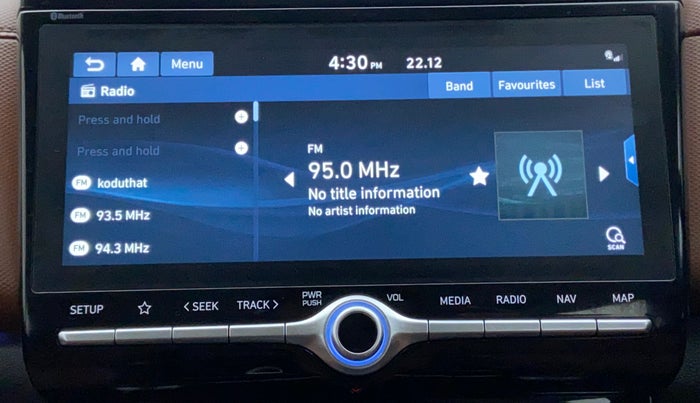 Bluetooth
Menu
4:30 PM 22.12
Radio
Band Favourites List
Press and hold
Press and hold
FM koduthat
FM 93.5 MHz
FM 94.3 MHz
FM
95.0 MHz
No title information
No artist information
SCAN
SETUP
< SEEK
TRACK >
PWR
PUSH
VOL
MEDIA
RADIO
NAV
MAP